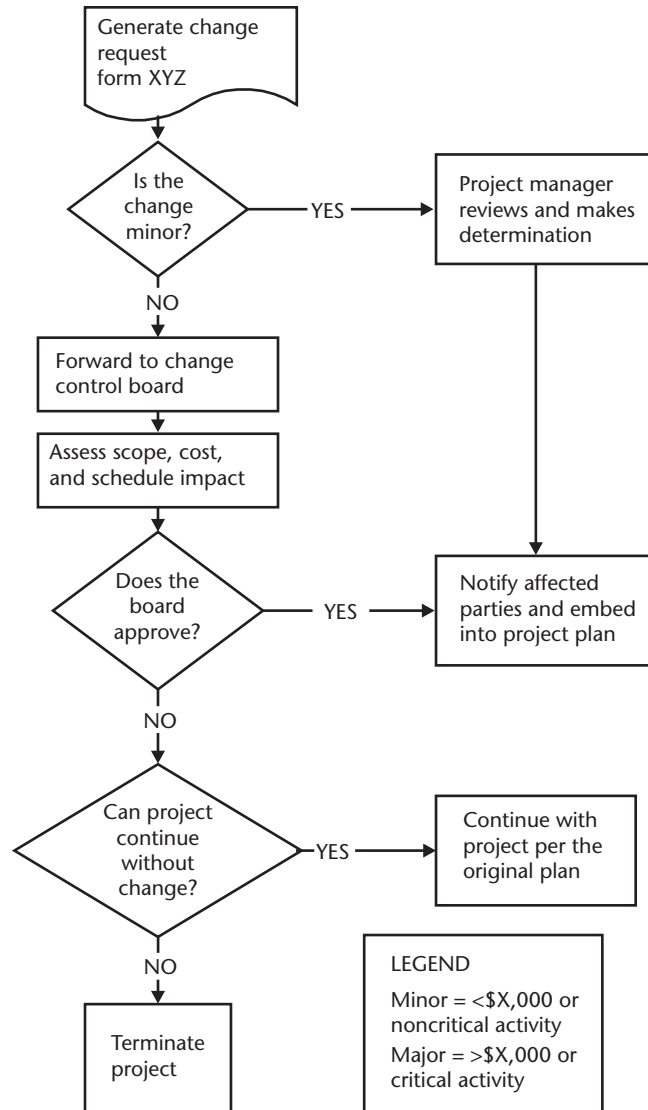 Generate change
request
form XYZ
Is the
change
minor?
YES
Project manager
reviews and makes
determination
NO
Forward to change
control board
Assess scope, cost,
and schedule impact
Does the
board
approve?
YES
Notify affected
parties and embed
into project plan
NO
Can project
continue
without
change?
YES
Continue with
project per the
original plan
NO
Terminate
project
LEGEND
Minor = <$X,000 or
noncritical activity
Major = >$X,000 or
critical activity